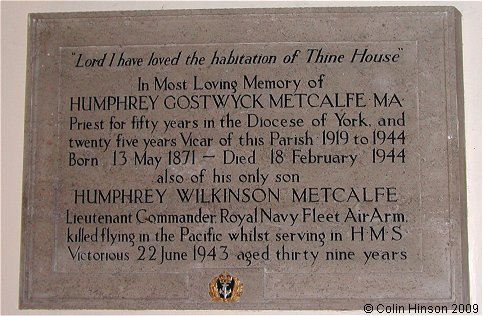 "Lord I have loved the habitation of Thine House"
In Most Loving Memory of
HUMPHREY GOSTWYCK METCALFE·MA·
Priest for fifty years in the Diocese of York, and
twenty five years Vicar of this Parish 1919 to 1944
Born 13 May 1871 — Died 18 February 1944
also of his only son
HUMPHREY WILKINSON METCALFE
Lieutenant Commander Royal Navy Fleet Air Arm,
killed flying in the Pacific whilst serving in H·M·S
Victorious 22 June 1943 aged thirty nine years
©Colin Hinson 2009